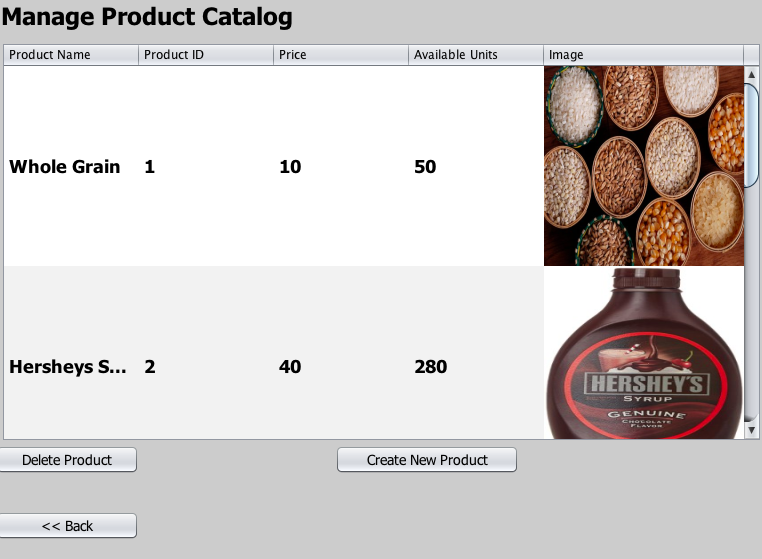 Manage Product Catalog
Product Name Product ID Price Available Units Image
Whole Grain 1 10 50
Hersheys S... 2 40 280
HERSHEY'S
SYRUP
GENUINE
CHOCOLATE
FLAVOR
Delete Product Create New Product
<< Back